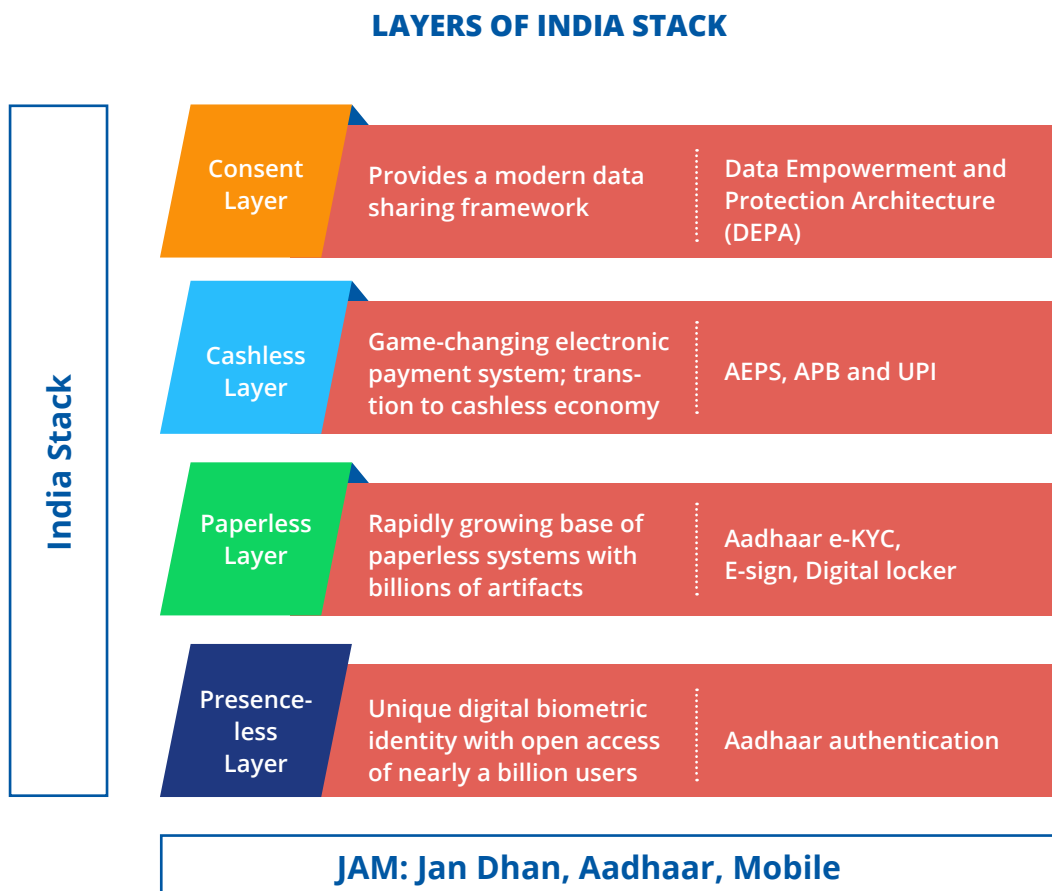 LAYERS OF INDIA STACK
India Stack
Consent
Layer
Provides a modern data
sharing framework
Data Empowerment and
Protection Architecture
(DEPA)
Cashless
Layer
Game-changing electronic
payment system; trans-
tion to cashless economy
AEPS, APB and UPI
Paperless
Layer
Rapidly growing base of
paperless systems with
billions of artifacts
Aadhaar e-KYC,
E-sign, Digital locker
Presence-
less
Layer
Unique digital biometric
identity with open access
of nearly a billion users
Aadhaar authentication
JAM: Jan Dhan, Aadhaar, Mobile